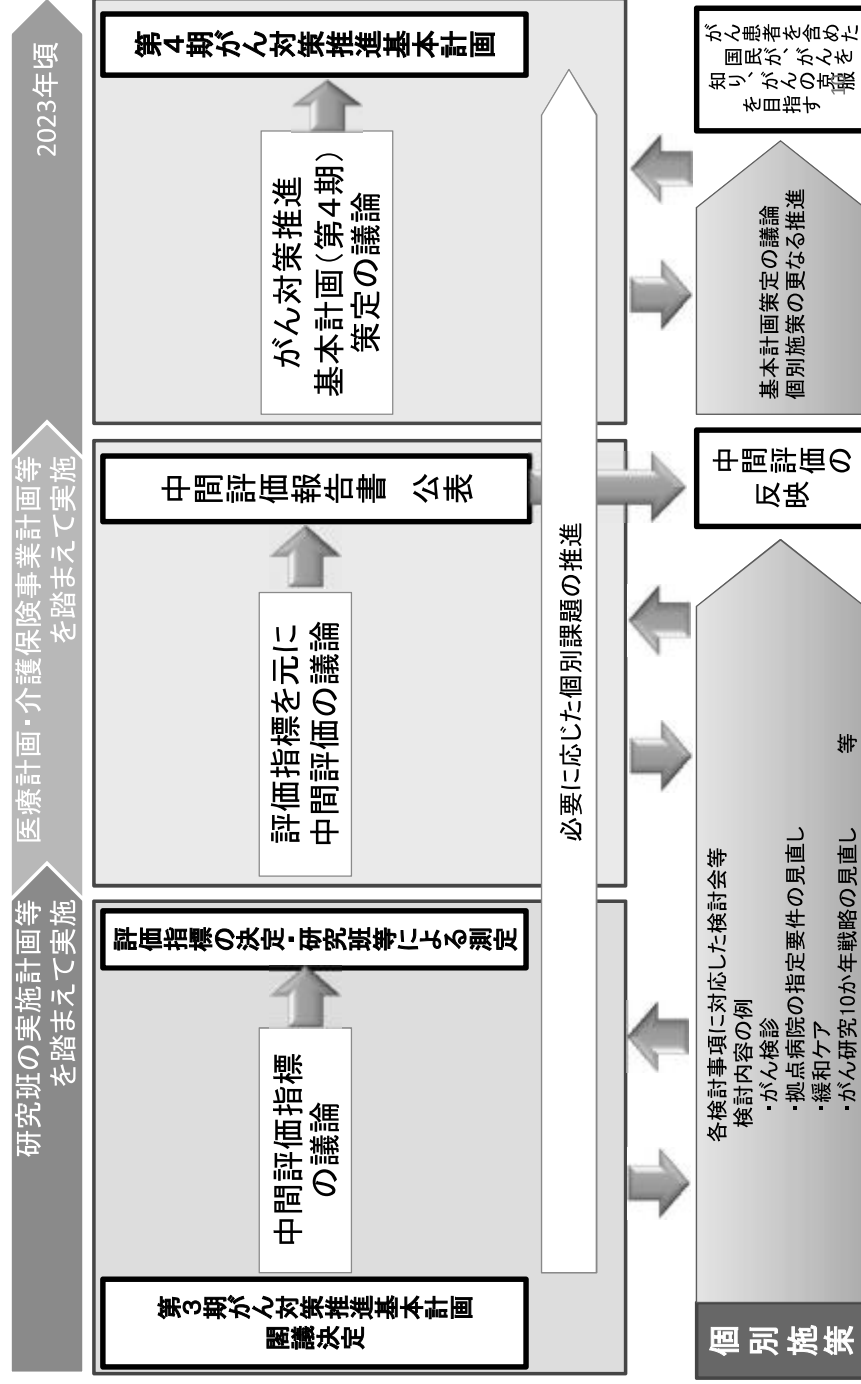 研究班の実施計画等
を踏まえて実施
医療計画・介護保険事業計画等
を踏まえて実施
2023年頃
第3期がん対策推進基本計画
閣議決定
中間評価指標
の議論
評価指標の決定・研究班等による測定
評価指標を元に
中間評価の議論
中間評価報告書 公表
がん対策推進
基本計画(第4期)
策定の議論
第4期がん対策推進基本計画
必要に応じた個別課題の推進
個別施策
各検討事項に対応した検討会等
検討内容の例
・がん検診
・拠点病院の指定要件の見直し
・緩和ケア
・がん研究10か年戦略の見直し 等
中間評価の
反映
基本計画策定の議論
個別施策の更なる推進
がん患者を含めた
国民が、がんを
知り、がんの克服
を目指す